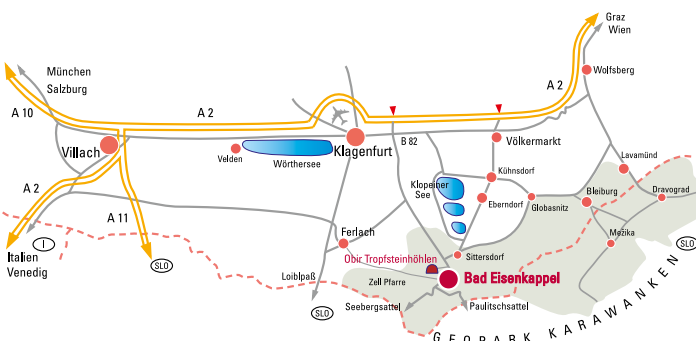 Graz
Wien
München
Salzburg
Wolfsberg
A 2
A 10
A 2
B 82
Völkermarkt
Villach
Velden
Wörthersee
Klagenfurt
Lavamünd
Kühnsdorf
Klopeiner
See
A 2
Bleiburg
Dravograd
Eberndorf
Globasnitz
A 11
Ferlach
Mežika
I
SLO
Italien
Venedig
Obir Tropfsteinhöhlen
Sittersdorf
SLO
Loiblpaß
Zell Pfarre
Bad Eisenkappel
SLO
Seebergsattel
Paulitschsattel
GEOPARK KARAWANKEN